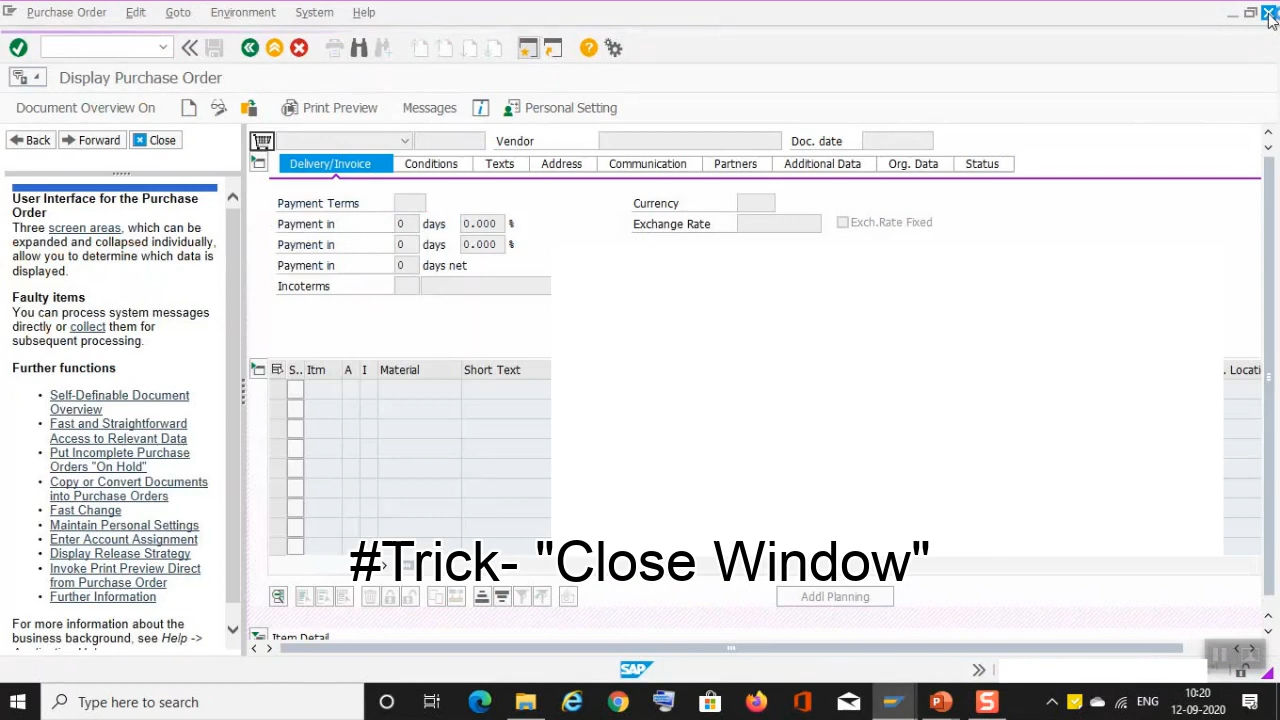 Purchase Order Edit Goto Environment System Help
Display Purchase Order
Document Overview On Print Preview Messages Personal Setting
Back Forward Close
Vendor Doc. date
Delivery/Invoice Conditions Texts Address Communication Partners Additional Data Org. Data Status
User Interface for the Purchase
Order
Three screen areas, which can be
expanded and collapsed individually,
allow you to determine which data is
displayed.
Faulty items
You can process system messages
directly or collect them for
subsequent processing.
Further functions
• Self-Definable Document
Overview
• Fast and Straightforward
Access to Relevant Data
• Put Incomplete Purchase
Orders "On Hold"
• Copy or Convert Documents
into Purchase Orders
• Fast Change
• Maintain Personal Settings
• Enter Account Assignment
• Display Release Strategy
• Invoke Print Preview Direct
from Purchase Order
• Further Information
For more information about the
business background, see Help ->
Payment Terms Currency
Payment in 0 days 0.000 % Exchange Rate Exch.Rate Fixed
Payment in 0 days 0.000 %
Payment in 0 days net
Incoterms
S.. Itm A I Material Short Text . Locati
#Trick- "Close Window"
Addl Planning
Item Detail
SAP
Type here to search
ENG
10:20
12-09-2020